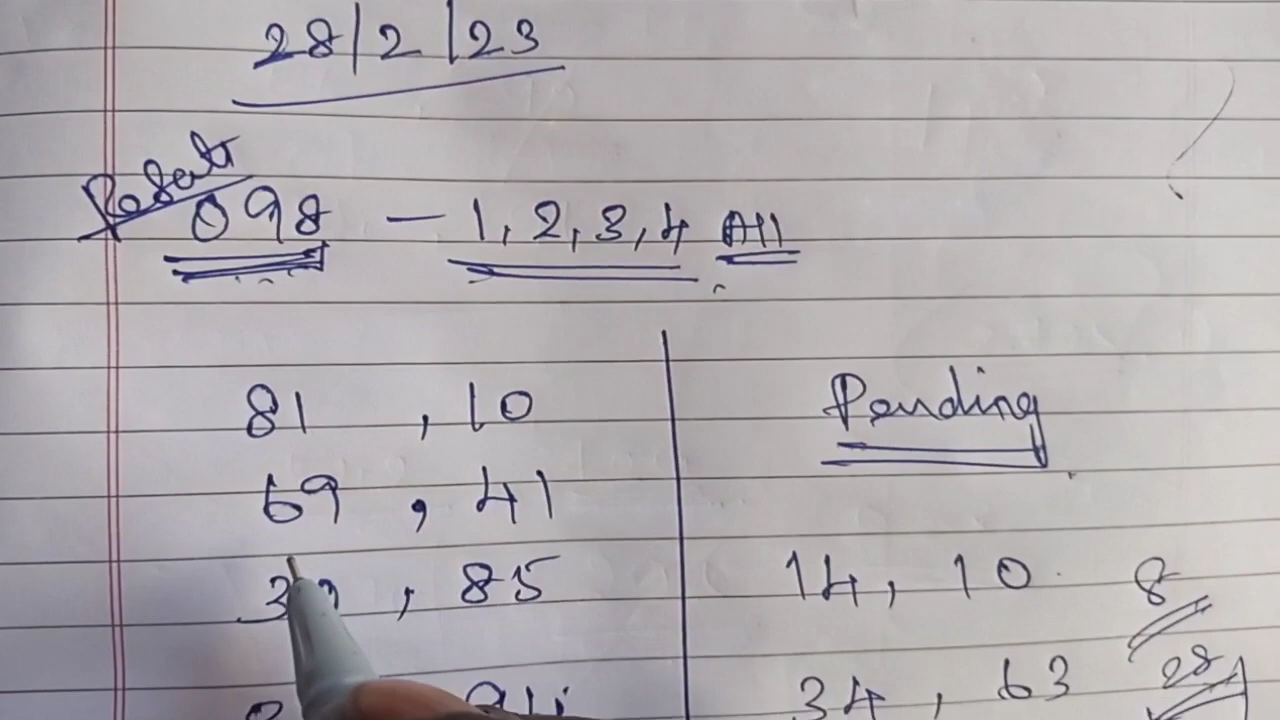 28/2/23
Result
098 - 1, 2, 3, 4 All
81 , 10
69 , 41
, 85
Pending
14, 10 8
34 , 63 28